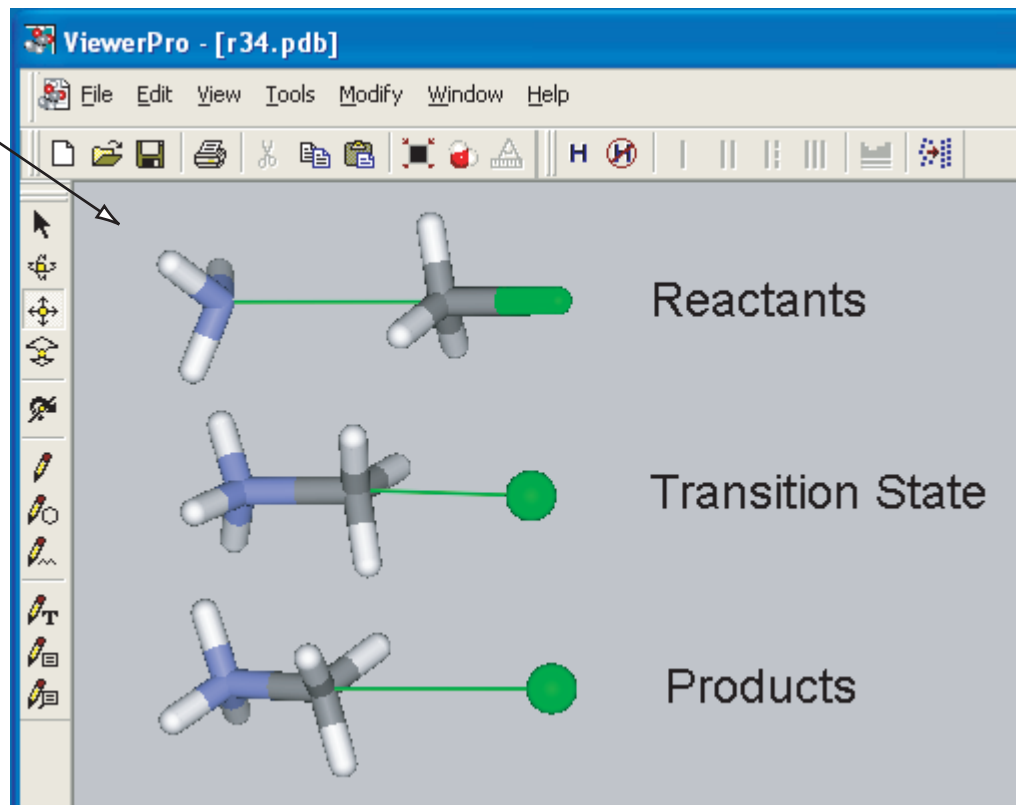 ViewerPro - [r34.pdb]
File Edit View Tools Modify Window Help
H H
T
Reactants
Transition State
Products